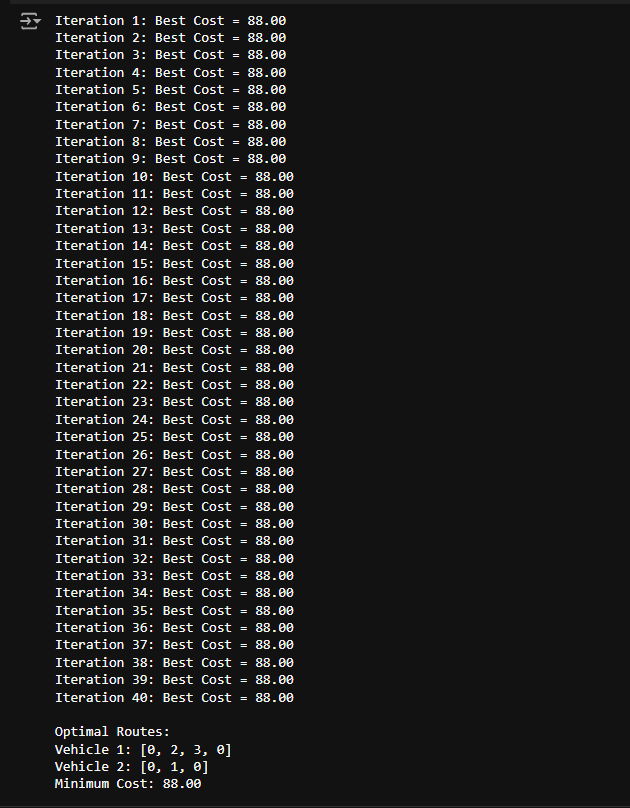 Iteration 1: Best Cost = 88.00
Iteration 2: Best Cost = 88.00
Iteration 3: Best Cost = 88.00
Iteration 4: Best Cost = 88.00
Iteration 5: Best Cost = 88.00
Iteration 6: Best Cost = 88.00
Iteration 7: Best Cost = 88.00
Iteration 8: Best Cost = 88.00
Iteration 9: Best Cost = 88.00
Iteration 10: Best Cost = 88.00
Iteration 11: Best Cost = 88.00
Iteration 12: Best Cost = 88.00
Iteration 13: Best Cost = 88.00
Iteration 14: Best Cost = 88.00
Iteration 15: Best Cost = 88.00
Iteration 16: Best Cost = 88.00
Iteration 17: Best Cost = 88.00
Iteration 18: Best Cost = 88.00
Iteration 19: Best Cost = 88.00
Iteration 20: Best Cost = 88.00
Iteration 21: Best Cost = 88.00
Iteration 22: Best Cost = 88.00
Iteration 23: Best Cost = 88.00
Iteration 24: Best Cost = 88.00
Iteration 25: Best Cost = 88.00
Iteration 26: Best Cost = 88.00
Iteration 27: Best Cost = 88.00
Iteration 28: Best Cost = 88.00
Iteration 29: Best Cost = 88.00
Iteration 30: Best Cost = 88.00
Iteration 31: Best Cost = 88.00
Iteration 32: Best Cost = 88.00
Iteration 33: Best Cost = 88.00
Iteration 34: Best Cost = 88.00
Iteration 35: Best Cost = 88.00
Iteration 36: Best Cost = 88.00
Iteration 37: Best Cost = 88.00
Iteration 38: Best Cost = 88.00
Iteration 39: Best Cost = 88.00
Iteration 40: Best Cost = 88.00
Optimal Routes:
Vehicle 1: [0, 2, 3, 0]
Vehicle 2: [0, 1, 0]
Minimum Cost: 88.00